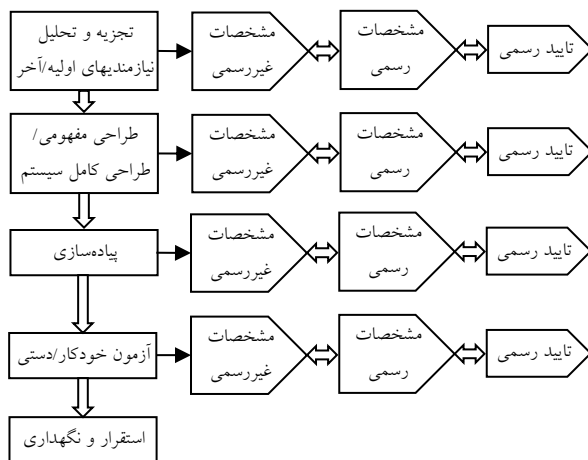 تجزیه و تحلیل
نیازمندیهای اولیه/آخر
مشخصات
غیررسمی
مشخصات
رسمی
تایید رسمی
طراحی مفهومی/
طراحی کامل سیستم
مشخصات
غیررسمی
مشخصات
رسمی
تایید رسمی
پیاده‌سازی
مشخصات
غیررسمی
مشخصات
رسمی
تایید رسمی
آزمون خودکار/دستی
مشخصات
غیررسمی
مشخصات
رسمی
تایید رسمی
استقرار و نگهداری